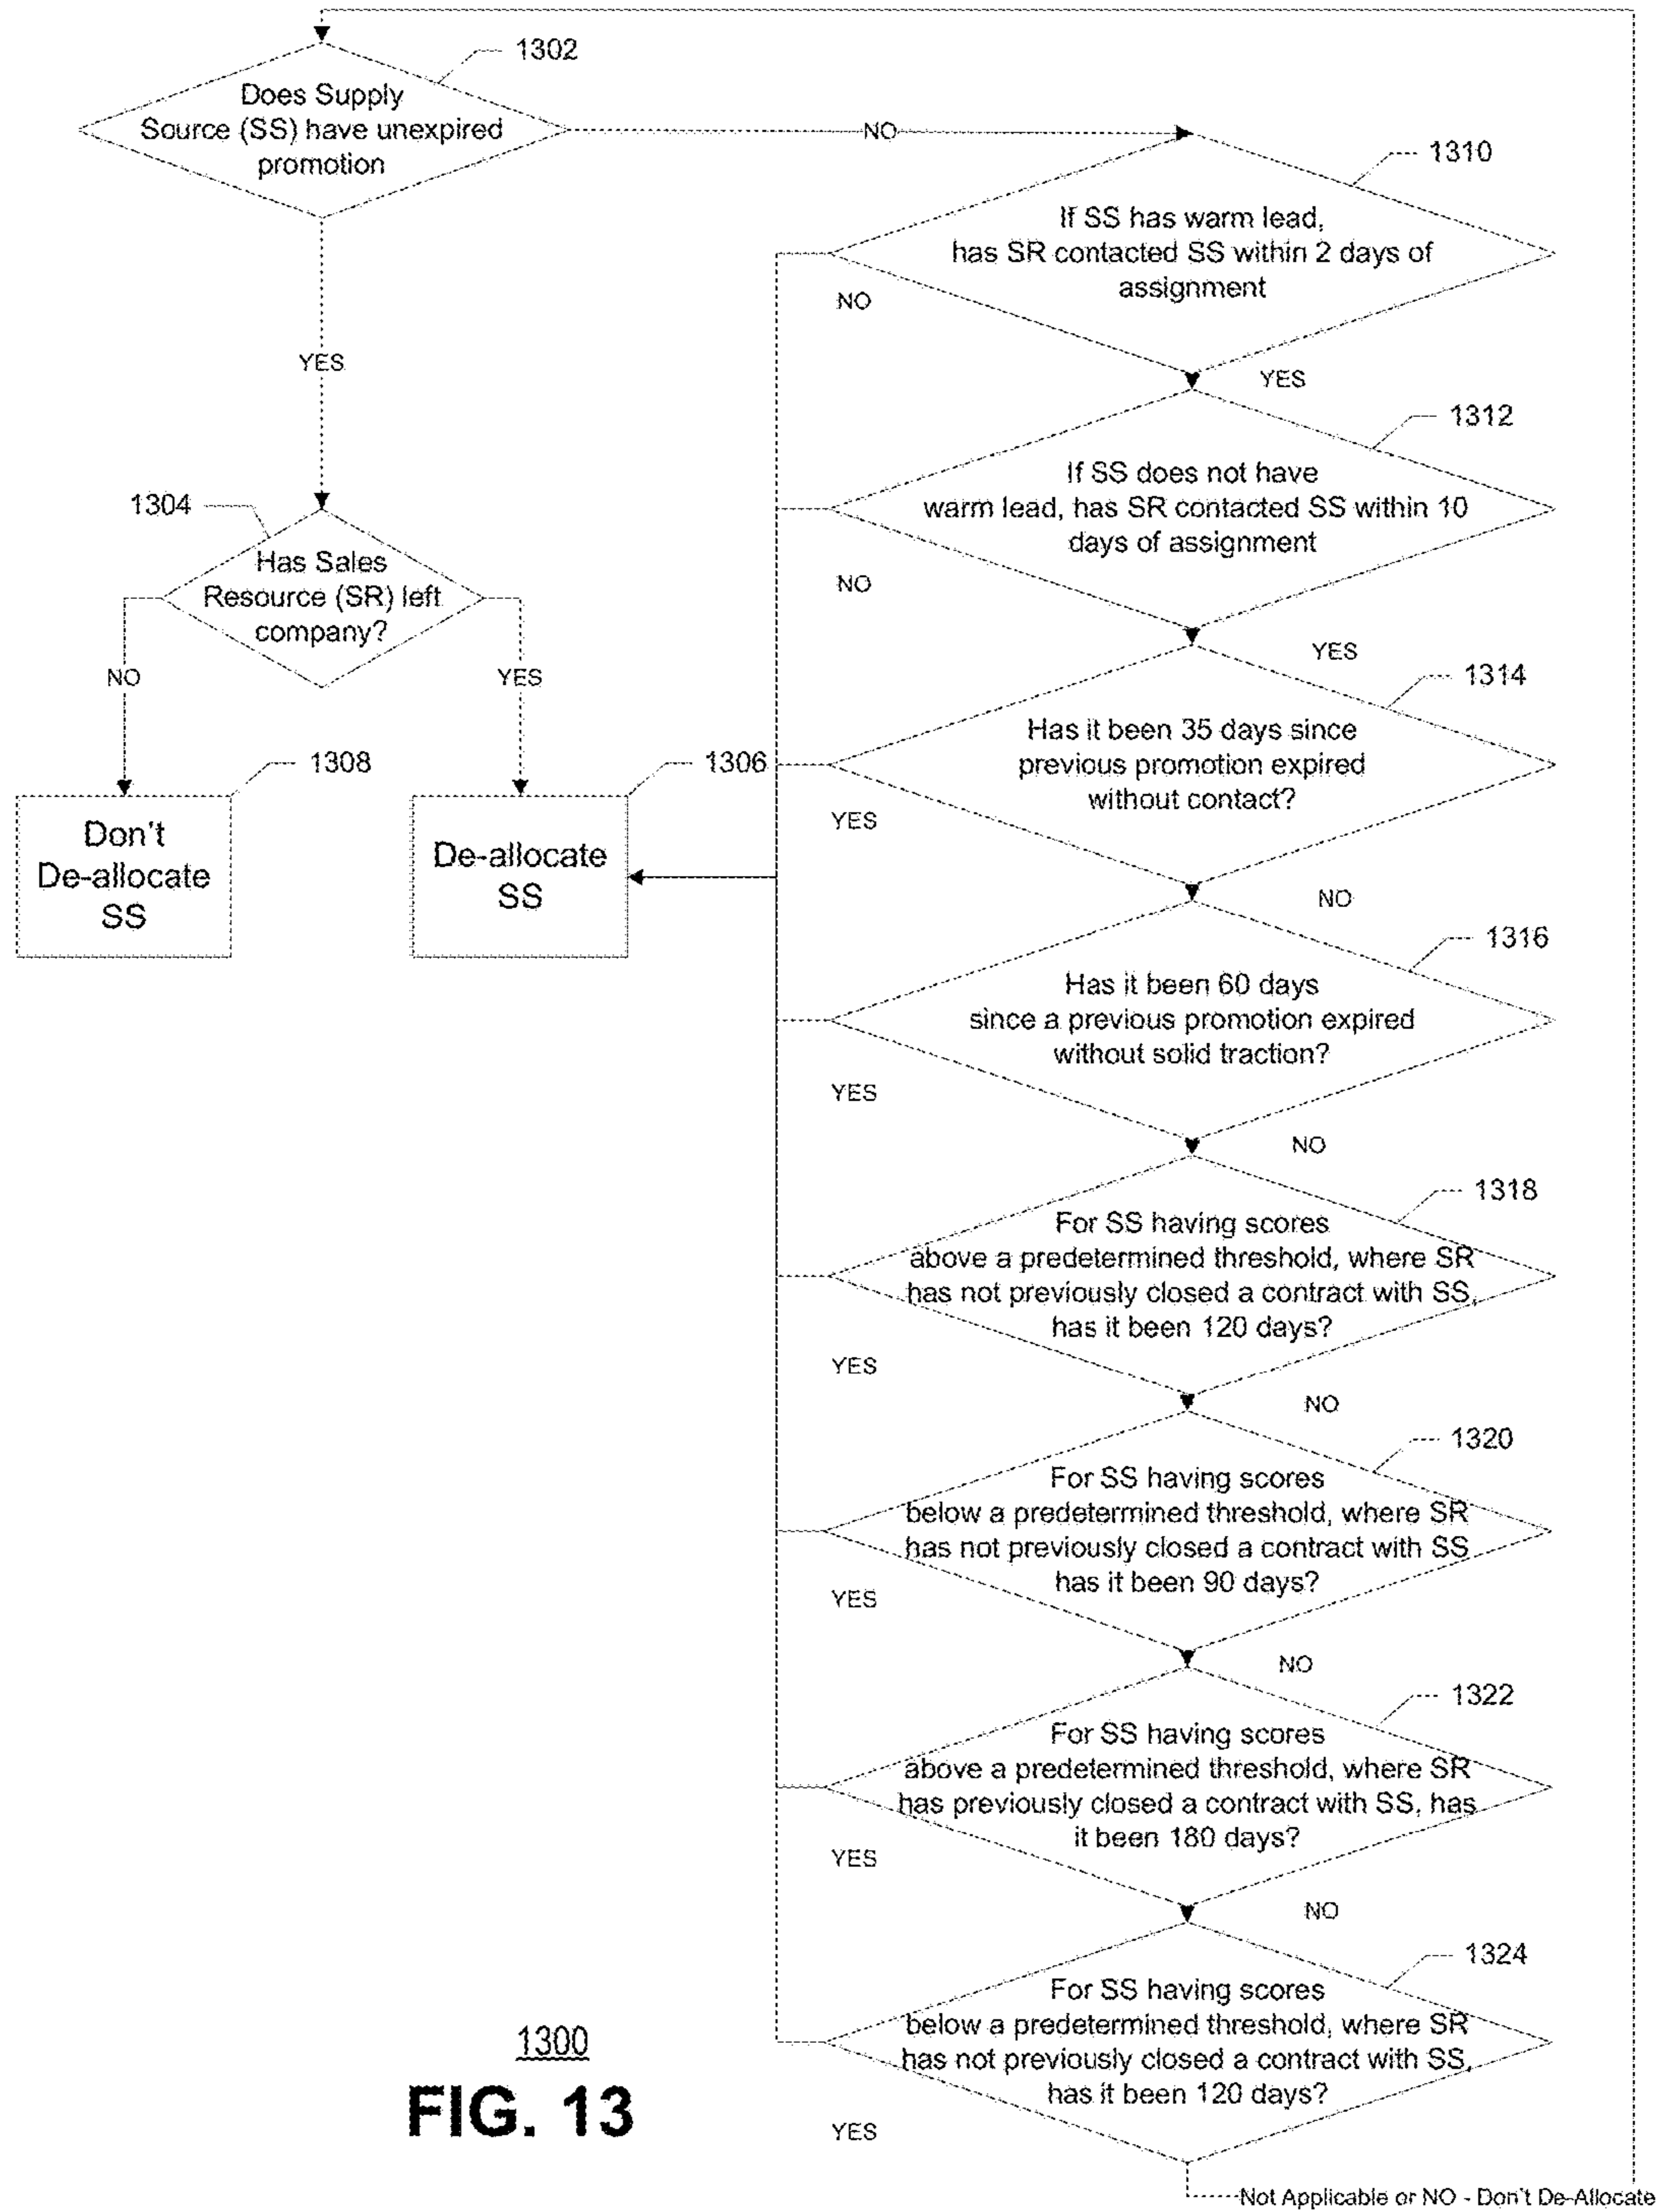 1302
Does Supply
Source (SS) have unexpired
promotion
NO
1310
If SS has warm lead,
has SR contacted SS within 2 days of
assignment
NO
YES
YES
1312
If SS does not have
warm lead, has SR contacted SS within 10
days of assignment
NO
YES
1304
Has Sales
Resource (SR) left
company?
NO
YES
1314
Has it been 35 days since
previous promotion expired
without contact?
YES
NO
1308
Don't
De-allocate
SS
1306
De-allocate
SS
1316
Has it been 60 days
since a previous promotion expired
without solid traction?
YES
NO
1318
For SS having scores
above a predetermined threshold, where SR
has not previously closed a contract with SS,
has it been 120 days?
YES
NO
1320
For SS having scores
below a predetermined threshold, where SR
has not previously closed a contract with SS
has it been 90 days?
YES
NO
1322
For SS having scores
above a predetermined threshold, where SR
has previously closed a contract with SS, has
it been 180 days?
YES
NO
1324
For SS having scores
below a predetermined threshold, where SR
has not previously closed a contract with SS,
has it been 120 days?
YES
Not Applicable or NO - Don't De-Allocate
1300
FIG. 13